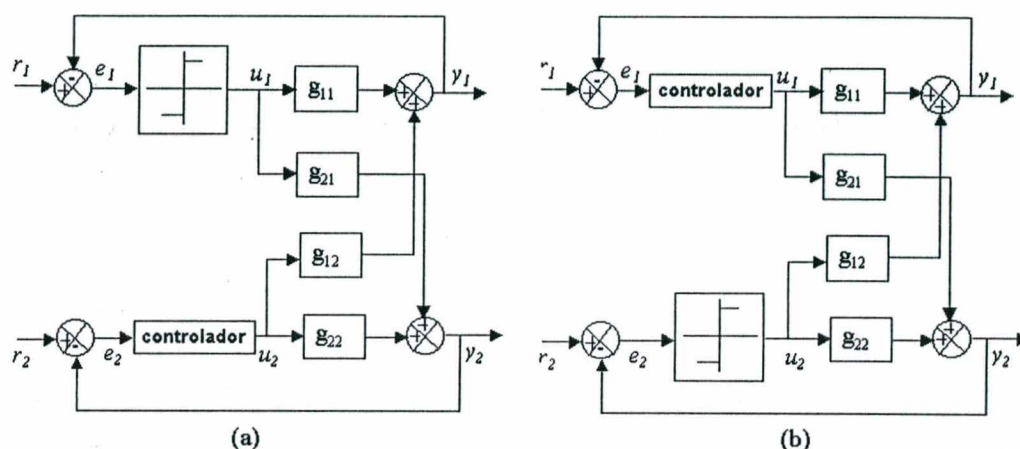 r1 e1 u1 g11 y1
g21
g12
r2 e2 controlador u2 g22 y2
(a)
r1 e1 controlador u1 g11 y1
g21
g12
r2 e2 u2 g22 y2
(b)